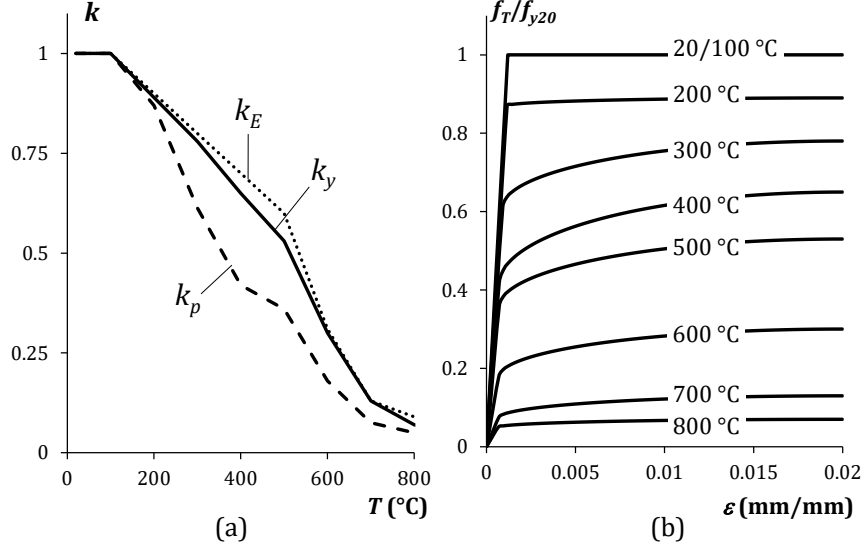 k
1
0.75
0.5
0.25
0
0
200
400
600
800
k_E
k_y
k_p
T (°C)
(a)
f_T/f_{y20}
1
0.8
0.6
0.4
0.2
0
0
0.005
0.01
0.015
0.02
20/100 °C
200 °C
300 °C
400 °C
500 °C
600 °C
700 °C
800 °C
ε (mm/mm)
(b)